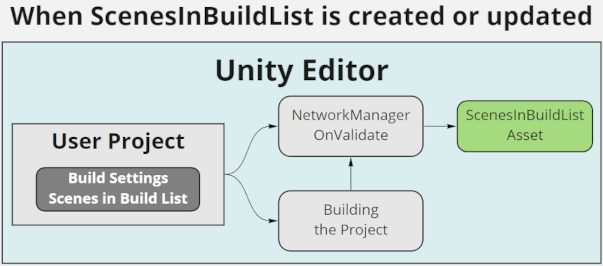 When ScenesInBuildList is created or updated
Unity Editor
User Project
Build Settings
Scenes in Build List
NetworkManager
OnValidate
ScenesInBuildList
Asset
Building
the Project